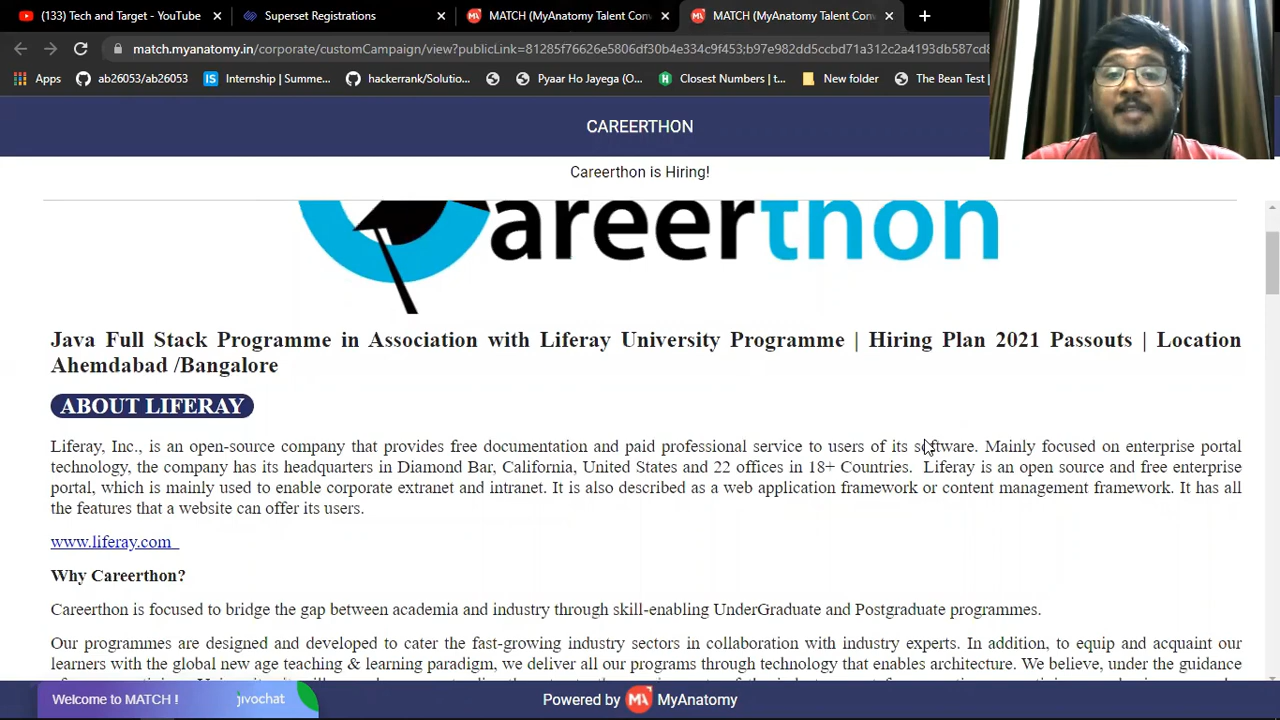 (133) Tech and Target - YouTube
Superset Registrations
MATCH (MyAnatomy Talent Con
MATCH (MyAnatomy Talent Con
match.myanatomy.in/corporate/customCampaign/view?publicLink=81285f76626e5806df30b4e334c9f453;b97e982dd5ccbd71a312c2a4193db587cd8
Apps
ab26053/ab26053
Internship | Summe...
hackerrank/Solutio...
Pyaar Ho Jayega (O...
Closest Numbers | t...
New folder
The Bean Test |
CAREERTHON
Careerthon is Hiring!
areerthon
Java Full Stack Programme in Association with Liferay University Programme | Hiring Plan 2021 Passouts | Location
Ahemdabad /Bangalore
ABOUT LIFERAY
Liferay, Inc., is an open-source company that provides free documentation and paid professional service to users of its software. Mainly focused on enterprise portal
technology, the company has its headquarters in Diamond Bar, California, United States and 22 offices in 18+ Countries. Liferay is an open source and free enterprise
portal, which is mainly used to enable corporate extranet and intranet. It is also described as a web application framework or content management framework. It has all
the features that a website can offer its users.
www.liferay.com
Why Careerthon?
Careerthon is focused to bridge the gap between academia and industry through skill-enabling UnderGraduate and Postgraduate programmes.
Our programmes are designed and developed to cater the fast-growing industry sectors in collaboration with industry experts. In addition, to equip and acquaint our
learners with the global new age teaching & learning paradigm, we deliver all our programs through technology that enables architecture. We believe, under the guidance
Welcome to MATCH !
jivochat
Powered by MA MyAnatomy